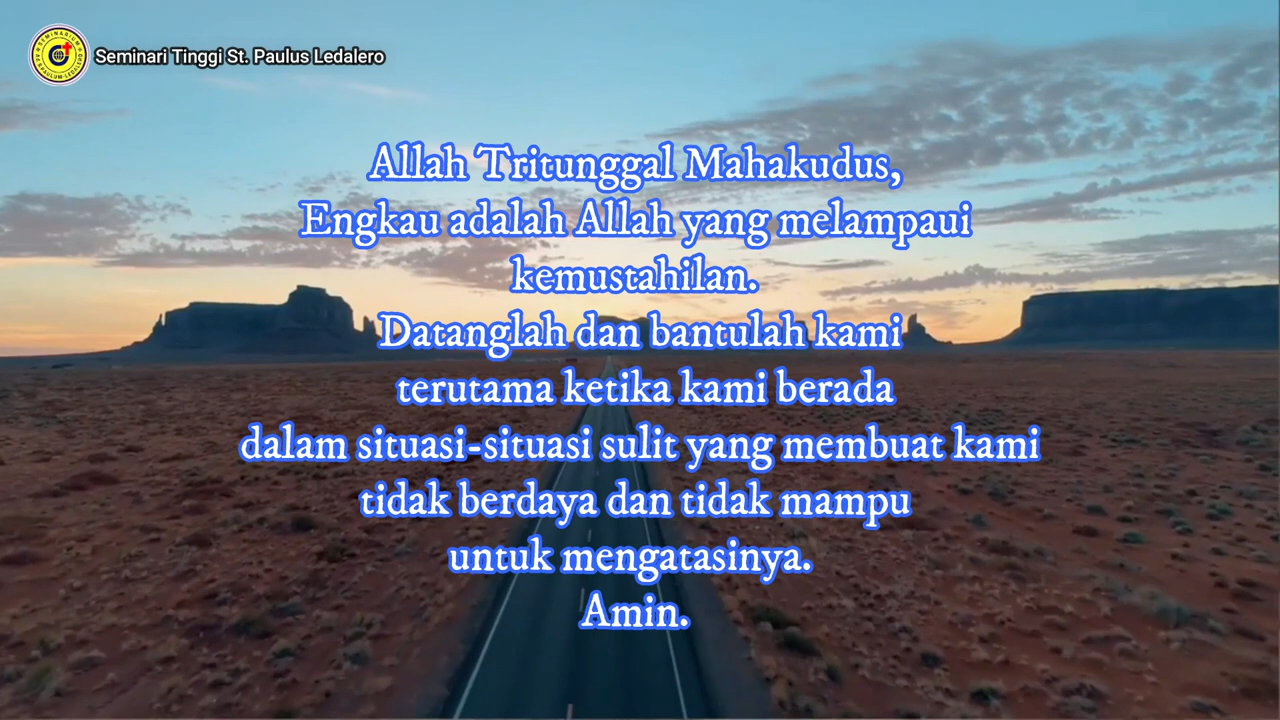 Seminari Tinggi St. Paulus Ledalero
Allah Tritunggal Mahakudus,
Engkau adalah Allah yang melampaui
kemustahilan.
Datanglah dan bantulah kami
terutama ketika kami berada
dalam situasi-situasi sulit yang membuat kami
tidak berdaya dan tidak mampu
untuk mengatasinya.
Amin.